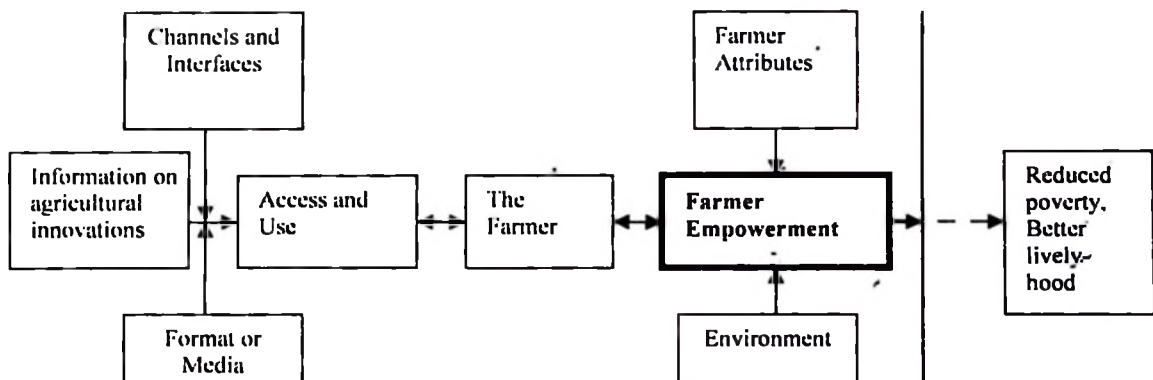 Channels and
Interfaces
Farmer
Attributes
Information on
agricultural
innovations
Access and
Use
The
Farmer
Farmer
Empowerment
Reduced
poverty,
Better
lively-
hood
Format or
Media
Environment